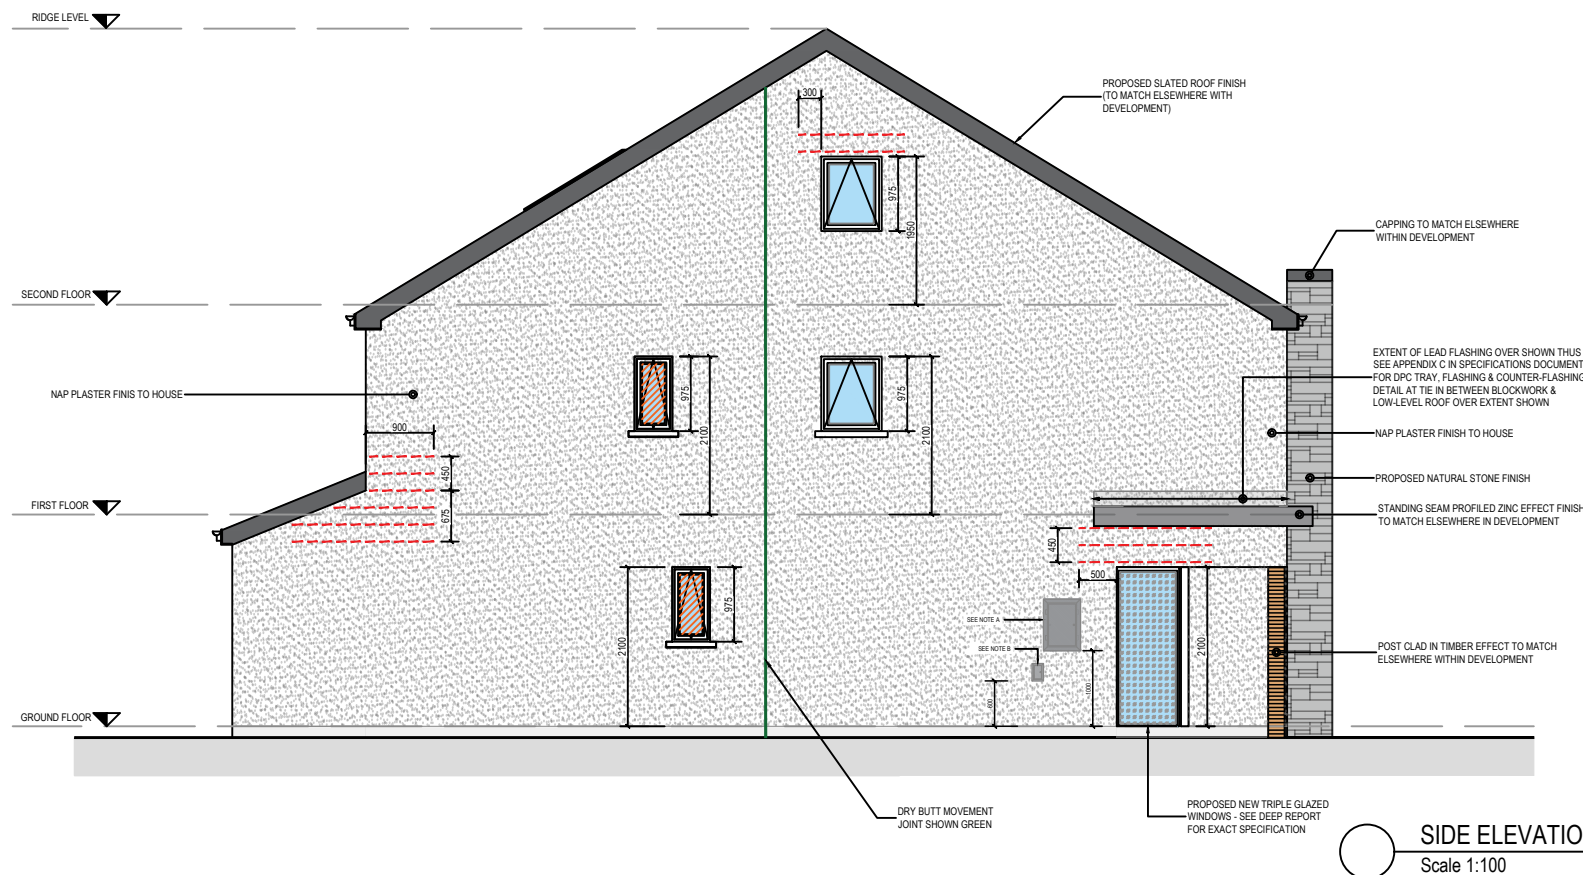 RIDGE LEVEL
PROPOSED SLATED ROOF FINISH
(TO MATCH ELSEWHERE WITH
DEVELOPMENT)
300
975
1950
CAPPING TO MATCH ELSEWHERE
WITHIN DEVELOPMENT
SECOND FLOOR
EXTENT OF LEAD FLASHING OVER SHOWN THUS
SEE APPENDIX C IN SPECIFICATIONS DOCUMENT
FOR DPC TRAY, FLASHING & COUNTER-FLASHING
DETAIL AT TIE IN BETWEEN BLOCKWORK &
LOW-LEVEL ROOF OVER EXTENT SHOWN
NAP PLASTER FINIS TO HOUSE
975
2100
975
2100
900
450
675
NAP PLASTER FINISH TO HOUSE
PROPOSED NATURAL STONE FINISH
FIRST FLOOR
STANDING SEAM PROFILED ZINC EFFECT FINISH
TO MATCH ELSEWHERE IN DEVELOPMENT
450
500
975
2100
2100
SEE NOTE A
SEE NOTE B
POST CLAD IN TIMBER EFFECT TO MATCH
ELSEWHERE WITHIN DEVELOPMENT
GROUND FLOOR
DRY BUTT MOVEMENT
JOINT SHOWN GREEN
PROPOSED NEW TRIPLE GLAZED
WINDOWS - SEE DEEP REPORT
FOR EXACT SPECIFICATION
SIDE ELEVATIO
Scale 1:100